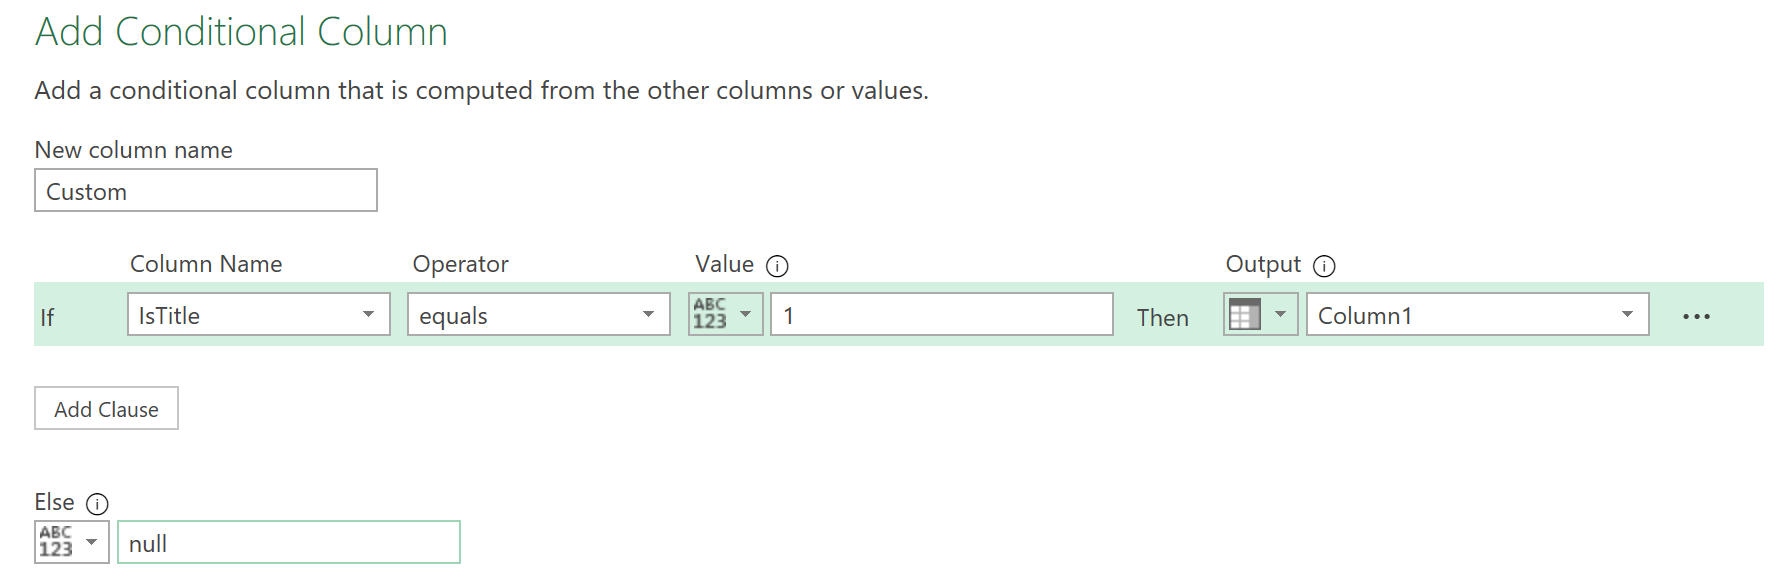 Add Conditional Column
Add a conditional column that is computed from the other columns or values.
New column name
Custom
Column Name Operator Value Output
If IsTitle equals ABC 123 1 Then Column1 ...
Add Clause
Else
ABC 123 null